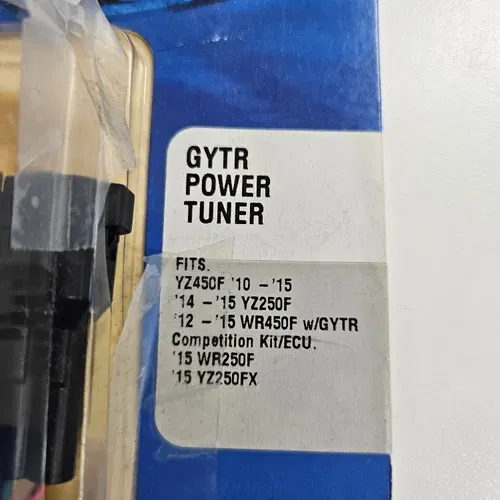 GYTR
POWER
TUNER
FITS.
YZ450F '10 -'15
'14 -'15 YZ250F
'12 -'15 WR450F w/GYTR
Competition Kit/ECU.
'15 WR250F
'15 YZ250FX